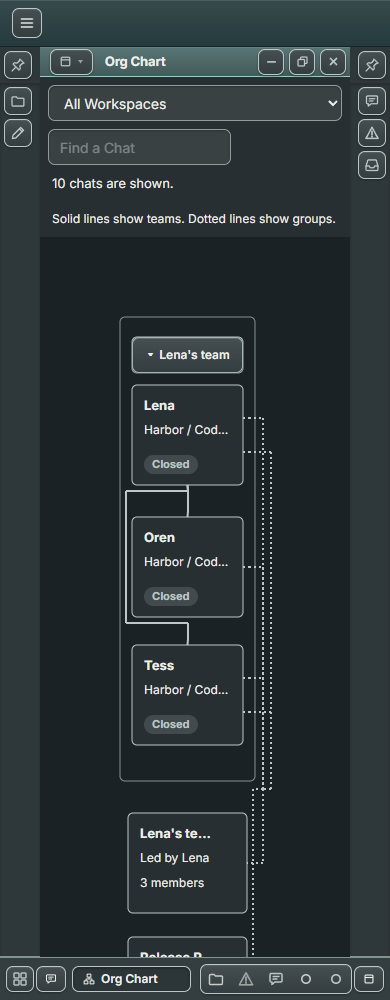 Org Chart
All Workspaces
Find a Chat
10 chats are shown.
Solid lines show teams. Dotted lines show groups.
Lena's team
Lena
Harbor / Cod...
Closed
Oren
Harbor / Cod...
Closed
Tess
Harbor / Cod...
Closed
Lena's te...
Led by Lena
3 members
Org Chart